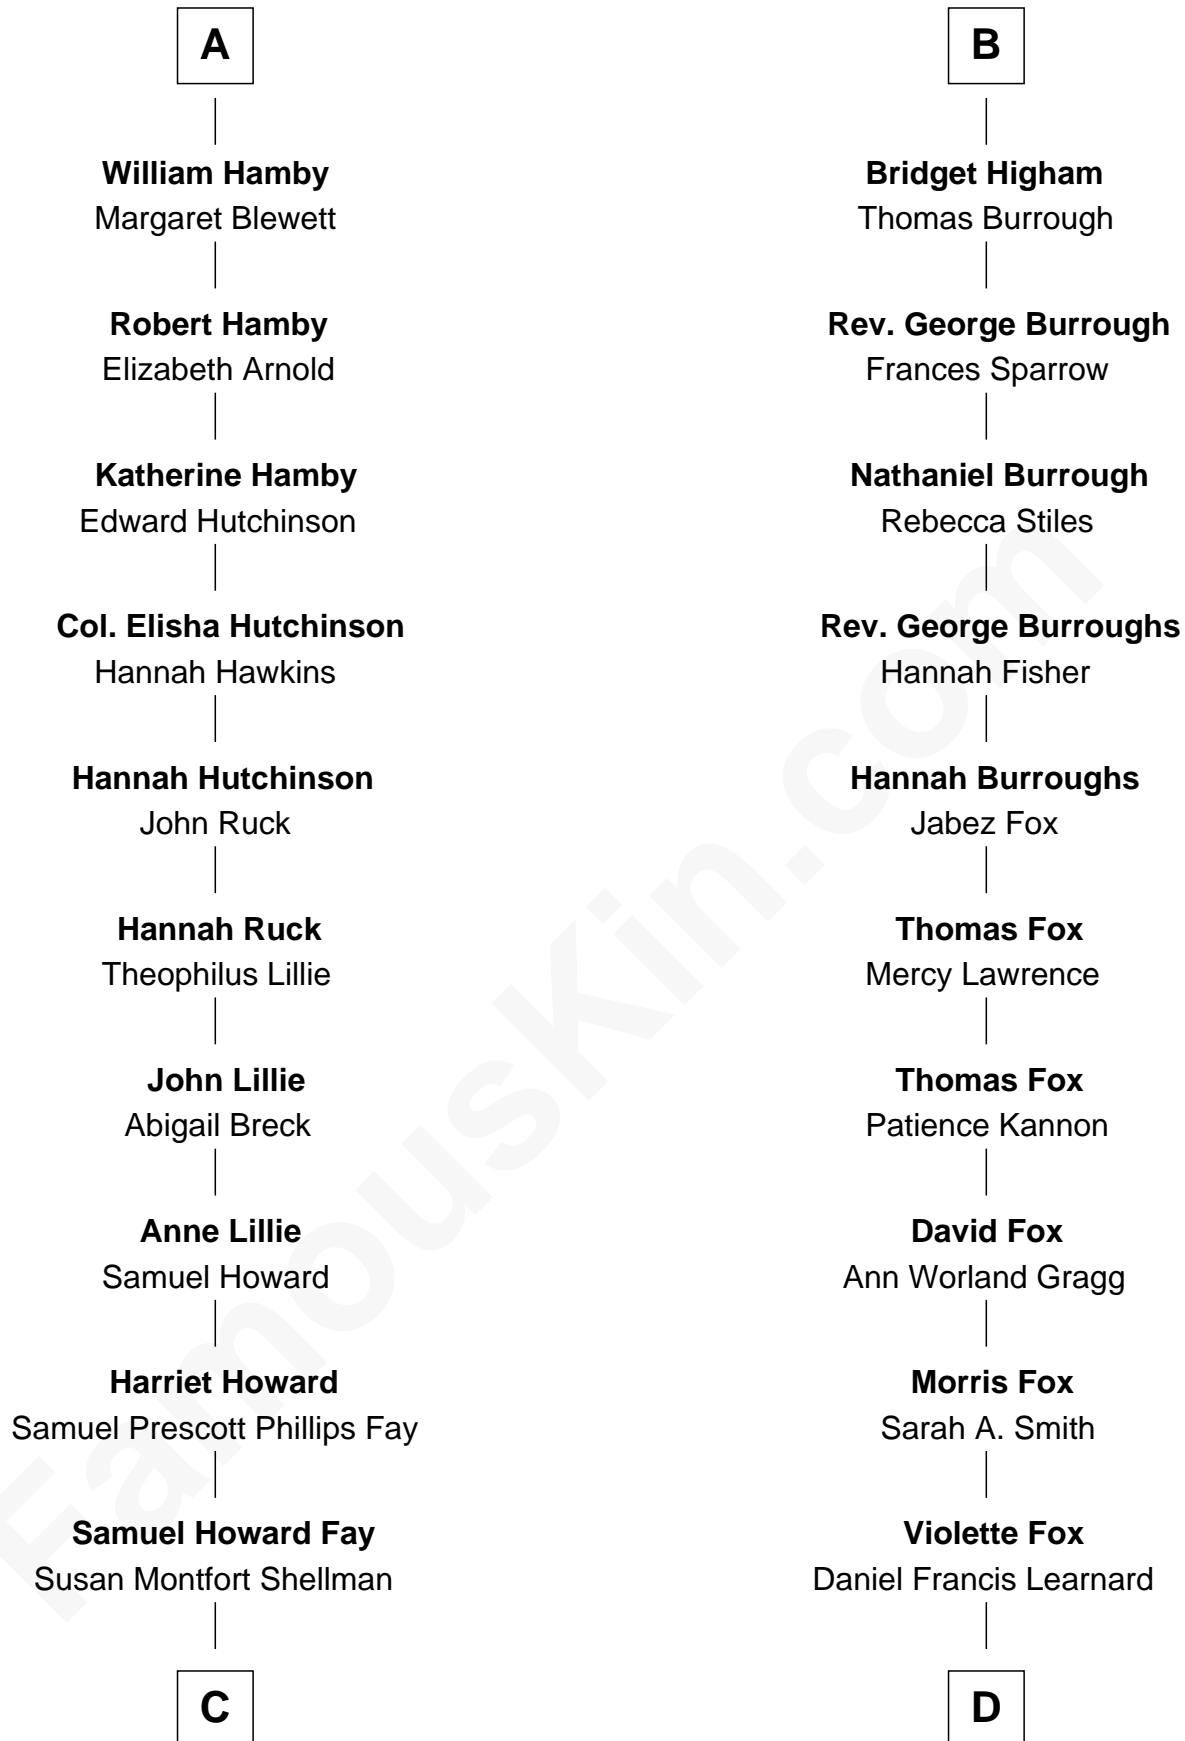 A
William Hamby
Margaret Blewett
Robert Hamby
Elizabeth Arnold
Katherine Hamby
Edward Hutchinson
Col. Elisha Hutchinson
Hannah Hawkins
Hannah Hutchinson
John Ruck
Hannah Ruck
Theophilus Lillie
John Lillie
Abigail Breck
Anne Lillie
Samuel Howard
Harriet Howard
Samuel Prescott Phillips Fay
Samuel Howard Fay
Susan Montfort Shellman
C
B
Bridget Higham
Thomas Burrough
Rev. George Burrough
Frances Sparrow
Nathaniel Burrough
Rebecca Stiles
Rev. George Burroughs
Hannah Fisher
Hannah Burroughs
Jabez Fox
Thomas Fox
Mercy Lawrence
Thomas Fox
Patience Kannon
David Fox
Ann Worland Gragg
Morris Fox
Sarah A. Smith
Violette Fox
Daniel Francis Learnard
D
FamousKin.com